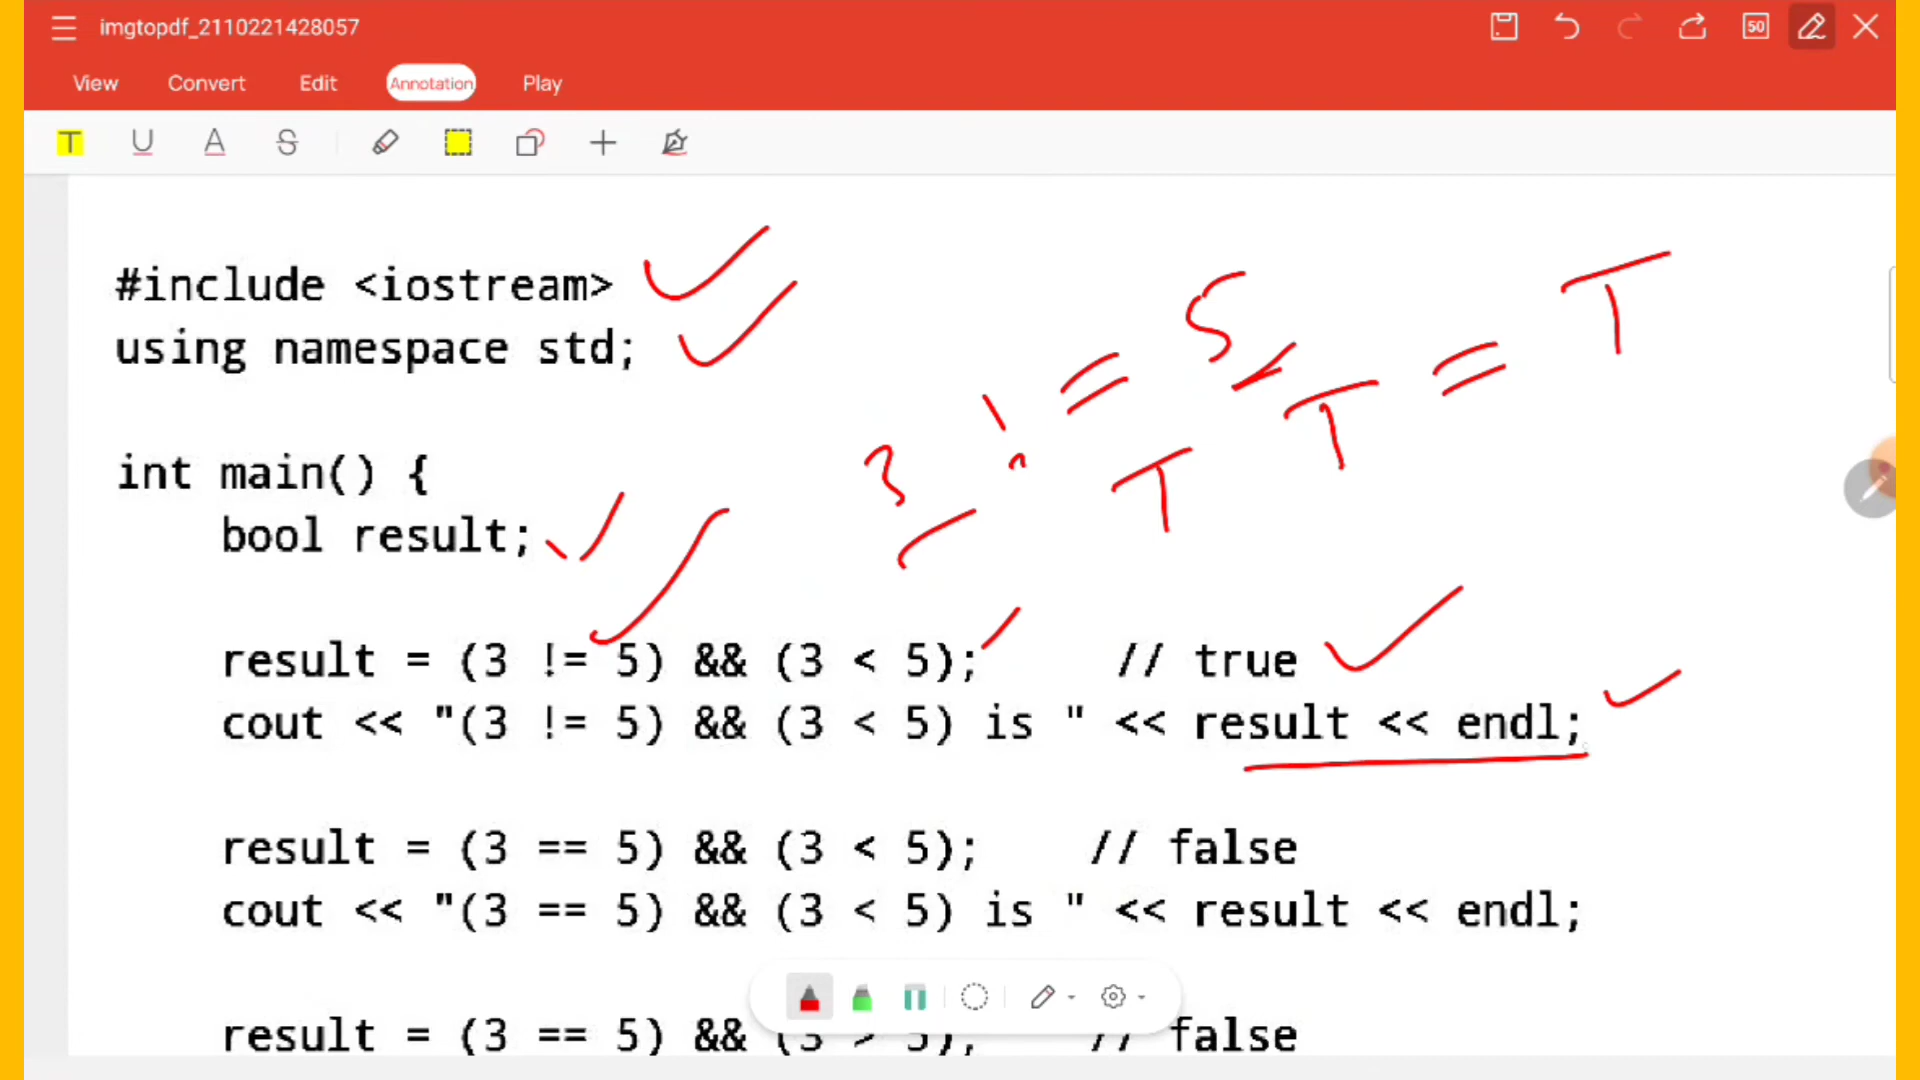 imgtopdf_2110221428057
50
View Convert Edit Annotation Play
T U A S
#include <iostream>
using namespace std;
3 != 5 T T = T
int main() {
bool result;
result = (3 != 5) && (3 < 5); // true
cout << "(3 != 5) && (3 < 5) is " << result << endl;
result = (3 == 5) && (3 < 5); // false
cout << "(3 == 5) && (3 < 5) is " << result << endl;
result = (3 == 5) && (3 > 5); // false